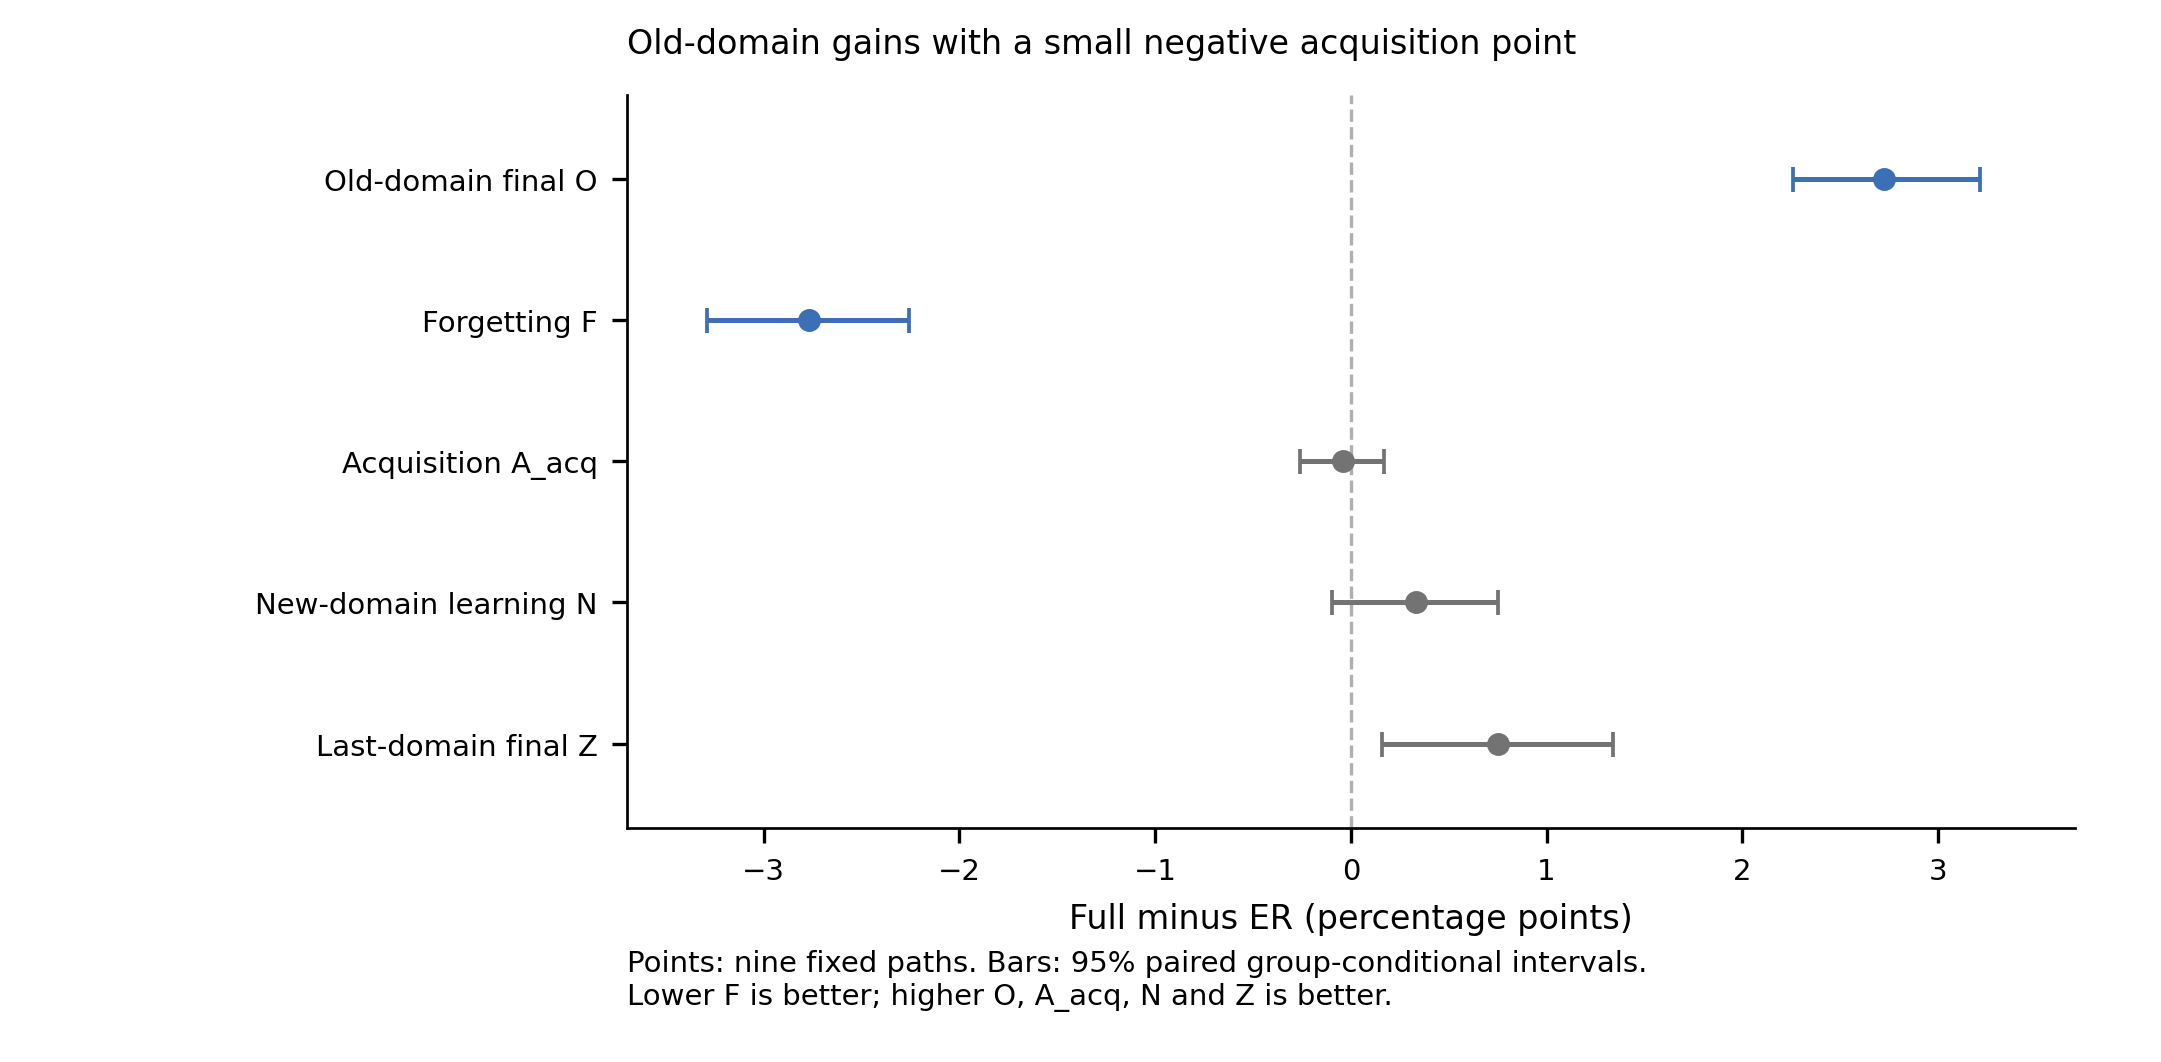 Old-domain gains with a small negative acquisition point
Old-domain final O
Forgetting F
Acquisition A_acq
New-domain learning N
Last-domain final Z
−3 −2 −1 0 1 2 3
Full minus ER (percentage points)
Points: nine fixed paths. Bars: 95% paired group-conditional intervals.
Lower F is better; higher O, A_acq, N and Z is better.